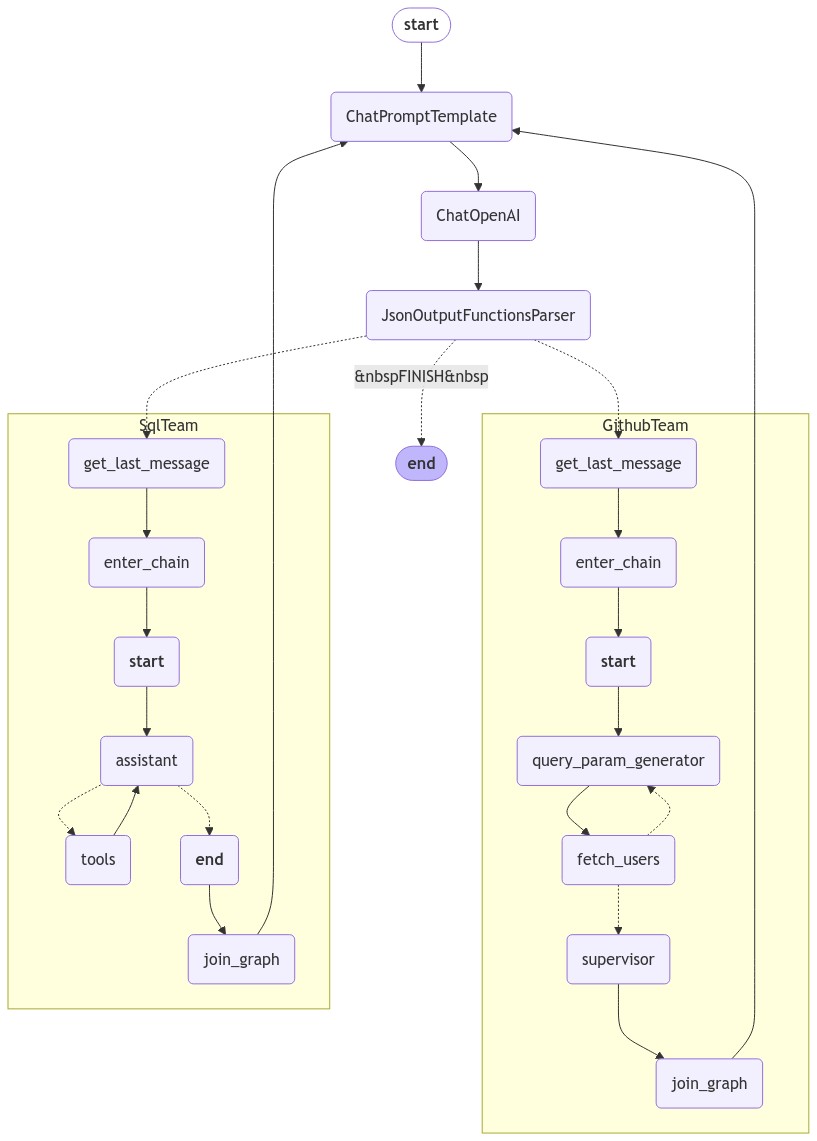 start
ChatPromptTemplate
ChatOpenAI
JsonOutputFunctionsParser
&nbspFINISH&nbsp
SqlTeam
get_last_message
enter_chain
start
assistant
tools
end
join_graph
end
GithubTeam
get_last_message
enter_chain
start
query_param_generator
fetch_users
supervisor
join_graph